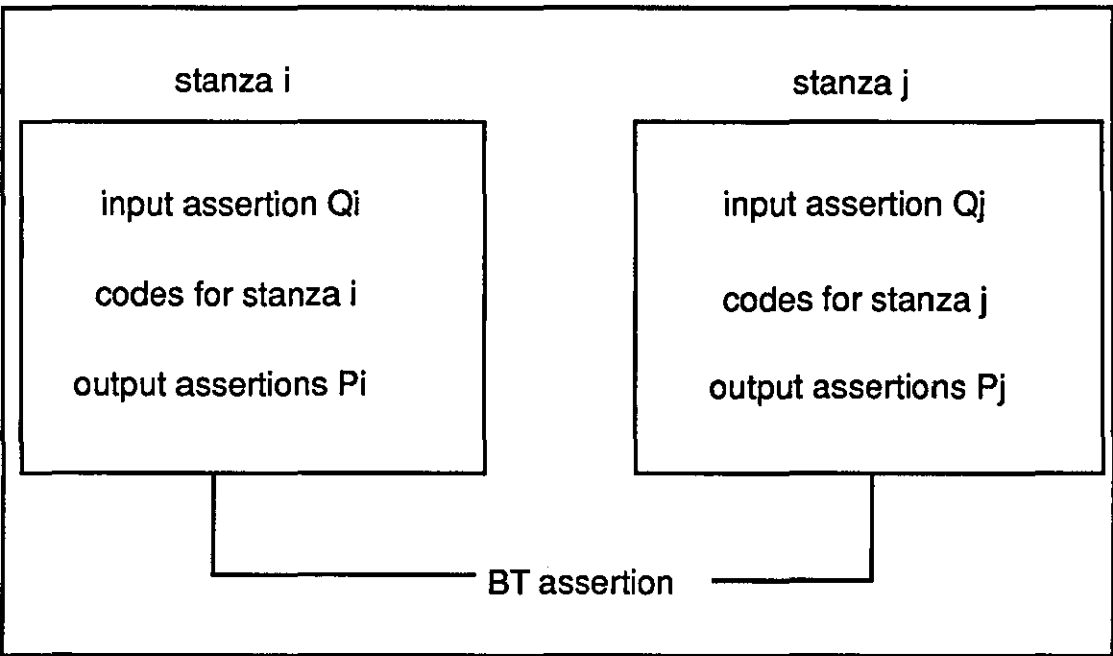 stanza i
input assertion Qi
codes for stanza i
output assertions Pi
stanza j
input assertion Qj
codes for stanza j
output assertions Pj
BT assertion